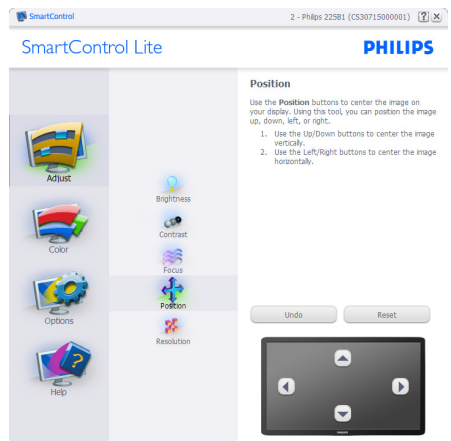 SmartControl
2 - Philips 225B1 (CS30715000001)
SmartControl Lite
PHILIPS
Adjust
Color
Options
Help
Brightness
Contrast
Focus
Position
Resolution
Position
Use the Position buttons to center the image on
your display. Using this tool, you can position the image
up, down, left, or right.
1. Use the Up/Down buttons to center the image
vertically.
2. Use the Left/Right buttons to center the image
horizontally.
Undo
Reset
PHILIPS